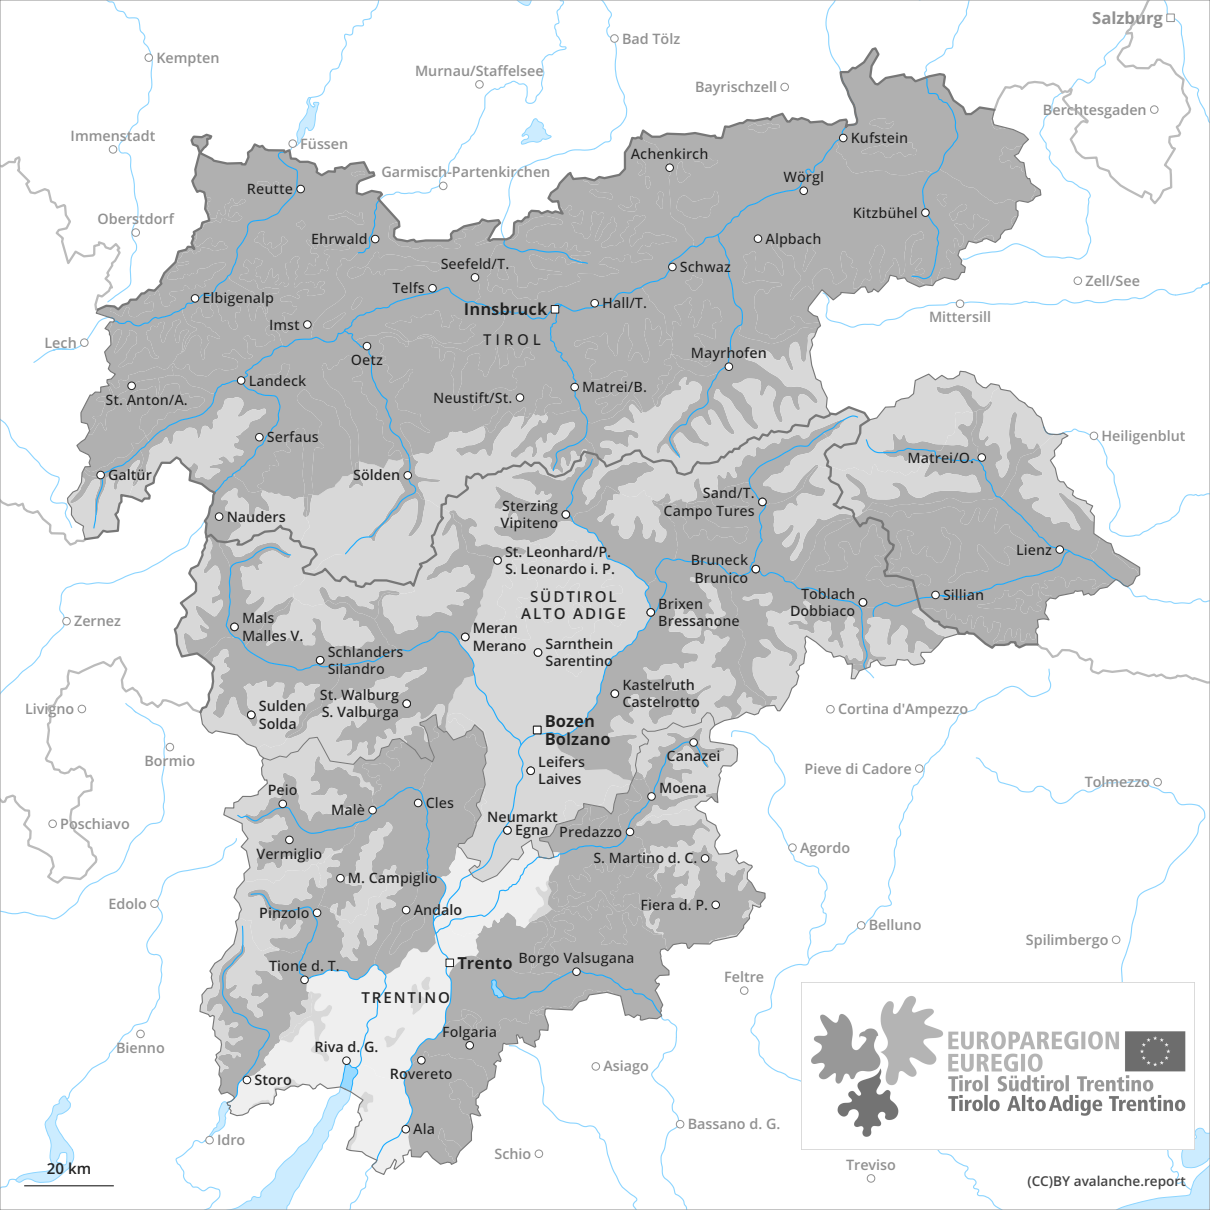 Salzburg
Bad Tölz
Kempten
Murnau/Staffelsee
Bayrischzell
Berchtesgaden
Immenstadt
Füssen
Kufstein
Achenkirch
Garmisch-Partenkirchen
Wörgl
Reutte
Oberstdorf
Kitzbühel
Ehrwald
Alpbach
Seefeld/T.
Schwaz
Zell/See
Telfs
Elbigenalp
Hall/T.
Innsbruck
Mittersill
Imst
TIROL
Lech
Oetz
Mayrhofen
Landeck
Matrei/B.
St. Anton/A.
Neustift/St.
Serfaus
Heiligenblut
Matrei/O.
Galtür
Sölden
Sand/T.
Campo Tures
Sterzing
Vipiteno
Nauders
St. Leonhard/P.
S. Leonardo i. P.
Lienz
Bruneck
Brunico
SÜDTIROL
ALTO ADIGE
Toblach
Dobbiaco
Sillian
Brixen
Bressanone
Zernez
Mals
Malles V.
Meran
Merano
Sarnthein
Sarentino
Schlanders
Silandro
Kastelruth
Castelrotto
St. Walburg
S. Valburga
Sulden
Solda
Livigno
Cortina d'Ampezzo
Bozen
Bolzano
Bormio
Canazei
Leifers
Laives
Pieve di Cadore
Tolmezzo
Peio
Moena
Malè
Cles
Neumarkt
Egna
Predazzo
Poschiavo
Vermiglio
S. Martino d. C.
Agordo
M. Campiglio
Edolo
Pinzolo
Andalo
Fiera d. P.
Belluno
Spilimbergo
Tione d. T.
Trento
Borgo Valsugana
Feltre
TRENTINO
Folgaria
Bienno
Riva d. G.
EUROPAREGION
EUREGIO
Tirol Südtirol Trentino
Tirolo Alto Adige Trentino
Asiago
Rovereto
Storo
Ala
Bassano d. G.
Idro
Schio
Treviso
20 km
(CC)BY avalanche.report